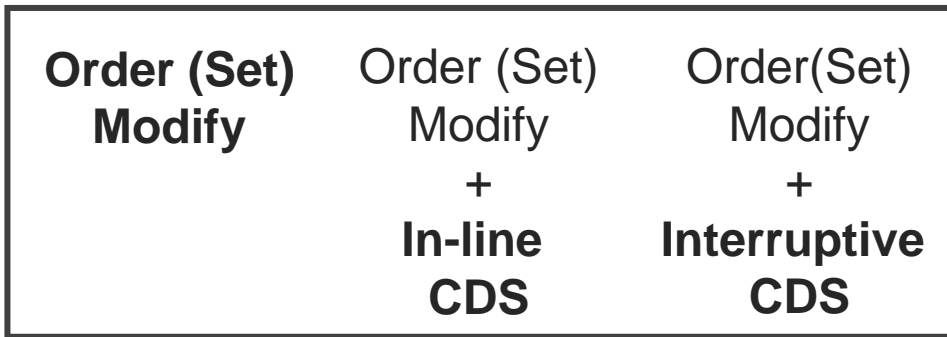 Order (Set)
Modify
Order (Set)
Modify
+
In-line
CDS
Order(Set)
Modify
+
Interruptive
CDS